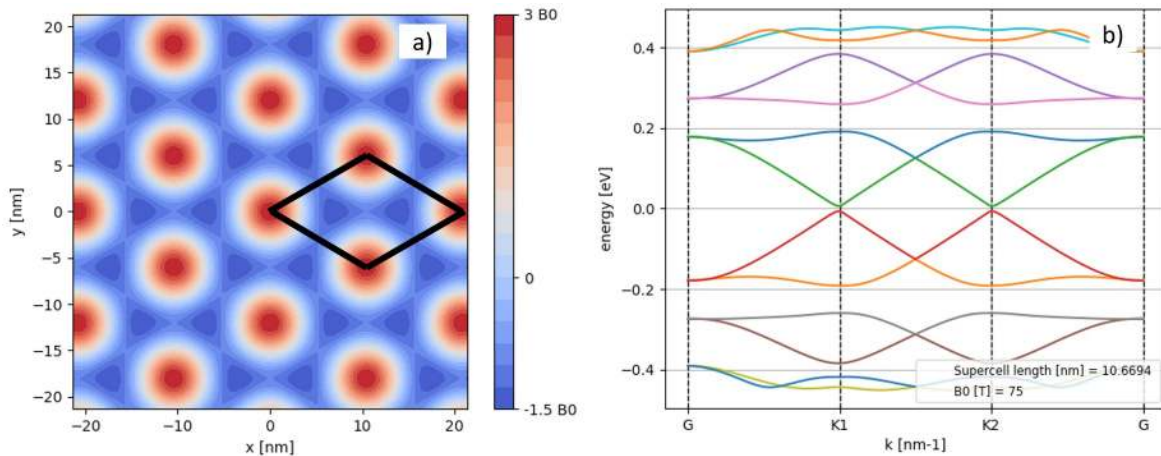 a)
20
15
10
5
0
−5
−10
−15
−20
y [nm]
−20
−10
0
10
20
x [nm]
3 B0
0
-1.5 B0
b)
0.4
0.2
0.0
−0.2
−0.4
energy [eV]
Supercell length [nm] = 10.6694
B0 [T] = 75
G
K1
K2
G
k [nm-1]